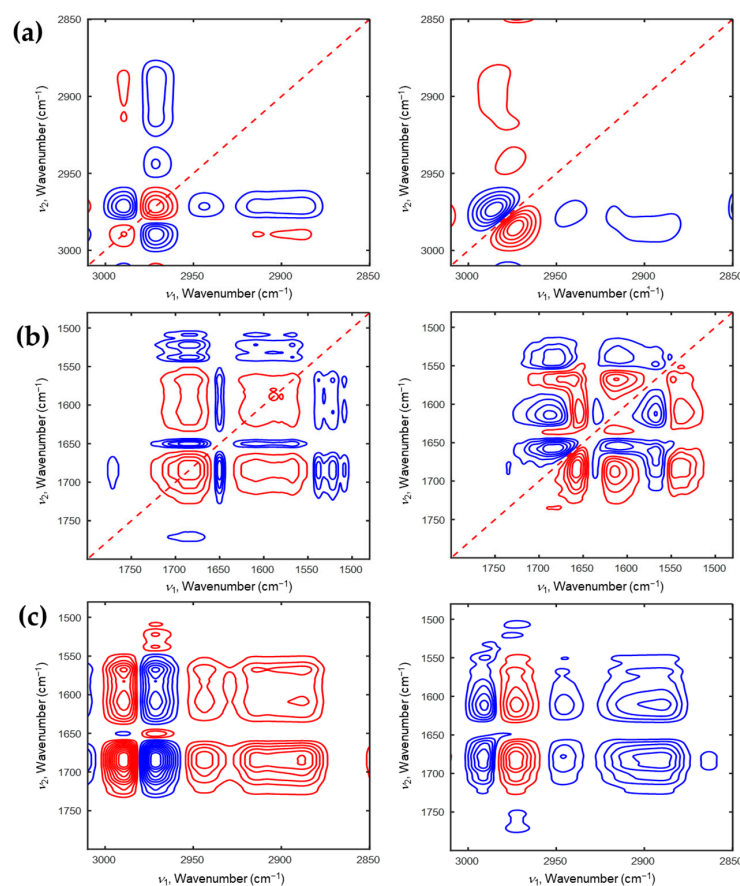 (a)
2850
2900
2950
3000
ν2, Wavenumber (cm−1)
3000 2950 2900 2850
ν1, Wavenumber (cm−1)
2850
2900
2950
3000
ν2, Wavenumber (cm−1)
3000 2950 2900 2850
ν1, Wavenumber (cm−1)
(b)
1500
1550
1600
1650
1700
1750
ν2, Wavenumber (cm−1)
1750 1700 1650 1600 1550 1500
ν1, Wavenumber (cm−1)
1500
1550
1600
1650
1700
1750
ν2, Wavenumber (cm−1)
1750 1700 1650 1600 1550 1500
ν1, Wavenumber (cm−1)
(c)
1500
1550
1600
1650
1700
1750
ν2, Wavenumber (cm−1)
3000 2950 2900 2850
ν1, Wavenumber (cm−1)
1500
1550
1600
1650
1700
1750
ν2, Wavenumber (cm−1)
3000 2950 2900 2850
ν1, Wavenumber (cm−1)